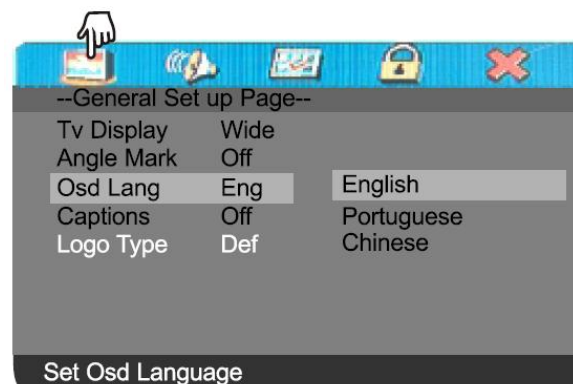 --General Set up Page--
Tv Display Wide
Angle Mark Off
Osd Lang Eng English
Captions Off Portuguese
Logo Type Def Chinese
Set Osd Language